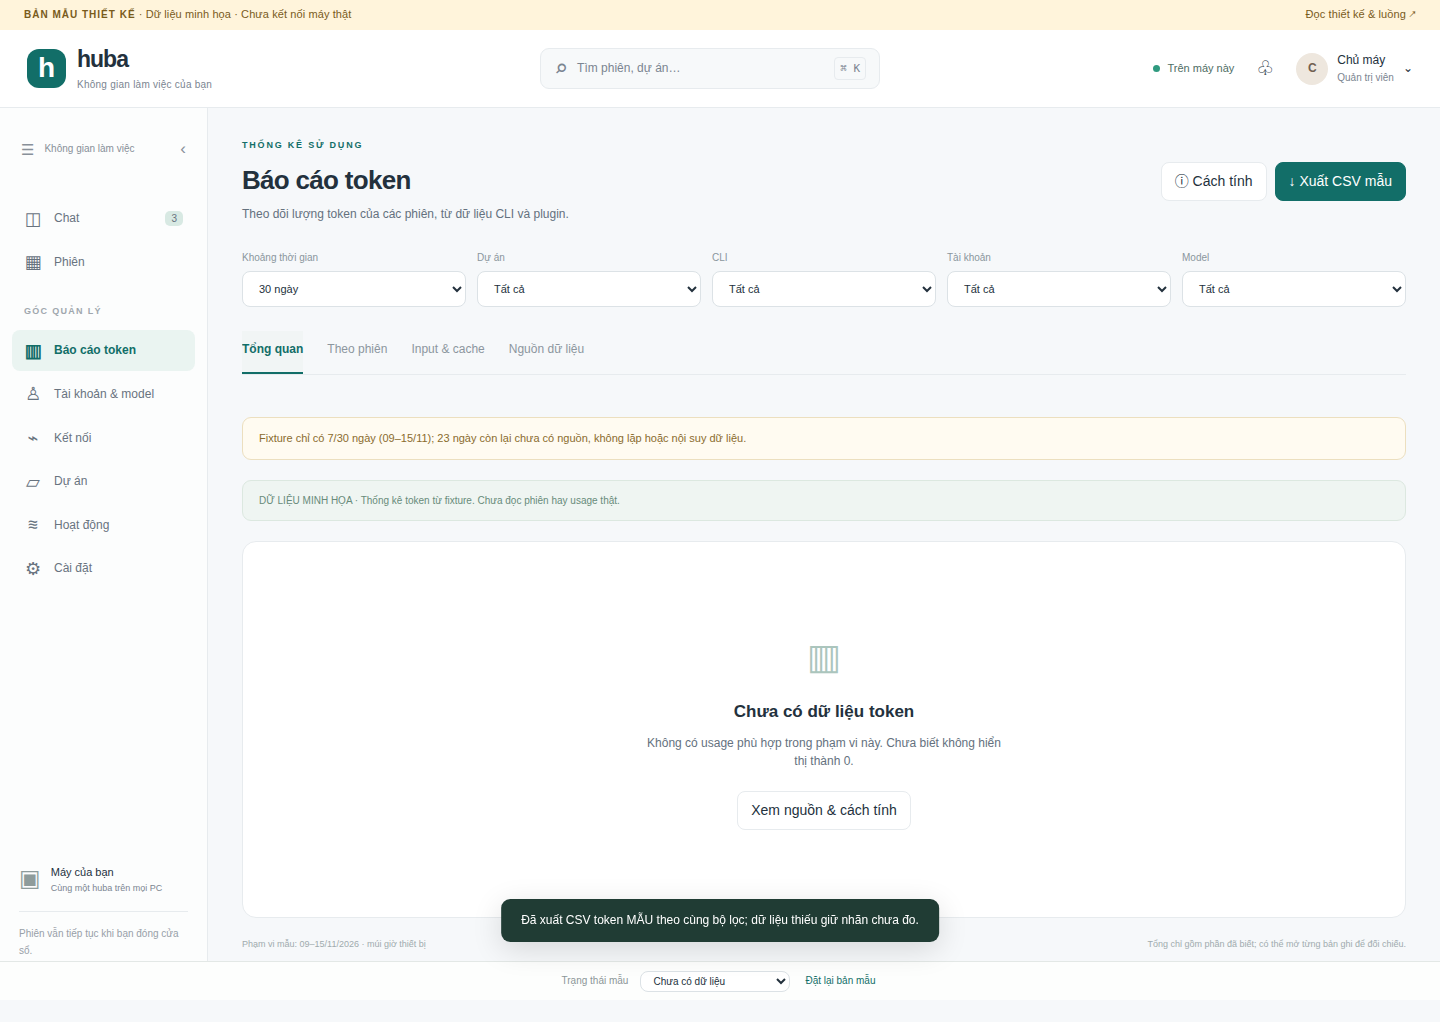 BẢN MẪU THIẾT KẾ · Dữ liệu minh họa · Chưa kết nối máy thật
Đọc thiết kế & luồng ↗
h
huba
Không gian làm việc của bạn
Tìm phiên, dự án…
⌘ K
Trên máy này
C
Chủ máy
Quản trị viên
Không gian làm việc
Chat
3
Phiên
GÓC QUẢN LÝ
Báo cáo token
Tài khoản & model
Kết nối
Dự án
Hoạt động
Cài đặt
Máy của bạn
Cùng một huba trên mọi PC
Phiên vẫn tiếp tục khi bạn đóng cửa
sổ.
THỐNG KÊ SỬ DỤNG
Báo cáo token
Theo dõi lượng token của các phiên, từ dữ liệu CLI và plugin.
ⓘ Cách tính
↓ Xuất CSV mẫu
Khoảng thời gian
Dự án
CLI
Tài khoản
Model
30 ngày
Tất cả
Tất cả
Tất cả
Tất cả
Tổng quan
Theo phiên
Input & cache
Nguồn dữ liệu
Fixture chỉ có 7/30 ngày (09–15/11); 23 ngày còn lại chưa có nguồn, không lặp hoặc nội suy dữ liệu.
DỮ LIỆU MINH HỌA · Thống kê token từ fixture. Chưa đọc phiên hay usage thật.
Chưa có dữ liệu token
Không có usage phù hợp trong phạm vi này. Chưa biết không hiển
thị thành 0.
Xem nguồn & cách tính
Đã xuất CSV token MẪU theo cùng bộ lọc; dữ liệu thiếu giữ nhãn chưa đo.
Phạm vi mẫu: 09–15/11/2026 · múi giờ thiết bị
Tổng chỉ gồm phần đã biết; có thể mở từng bản ghi để đối chiếu.
Trạng thái mẫu
Chưa có dữ liệu
Đặt lại bản mẫu